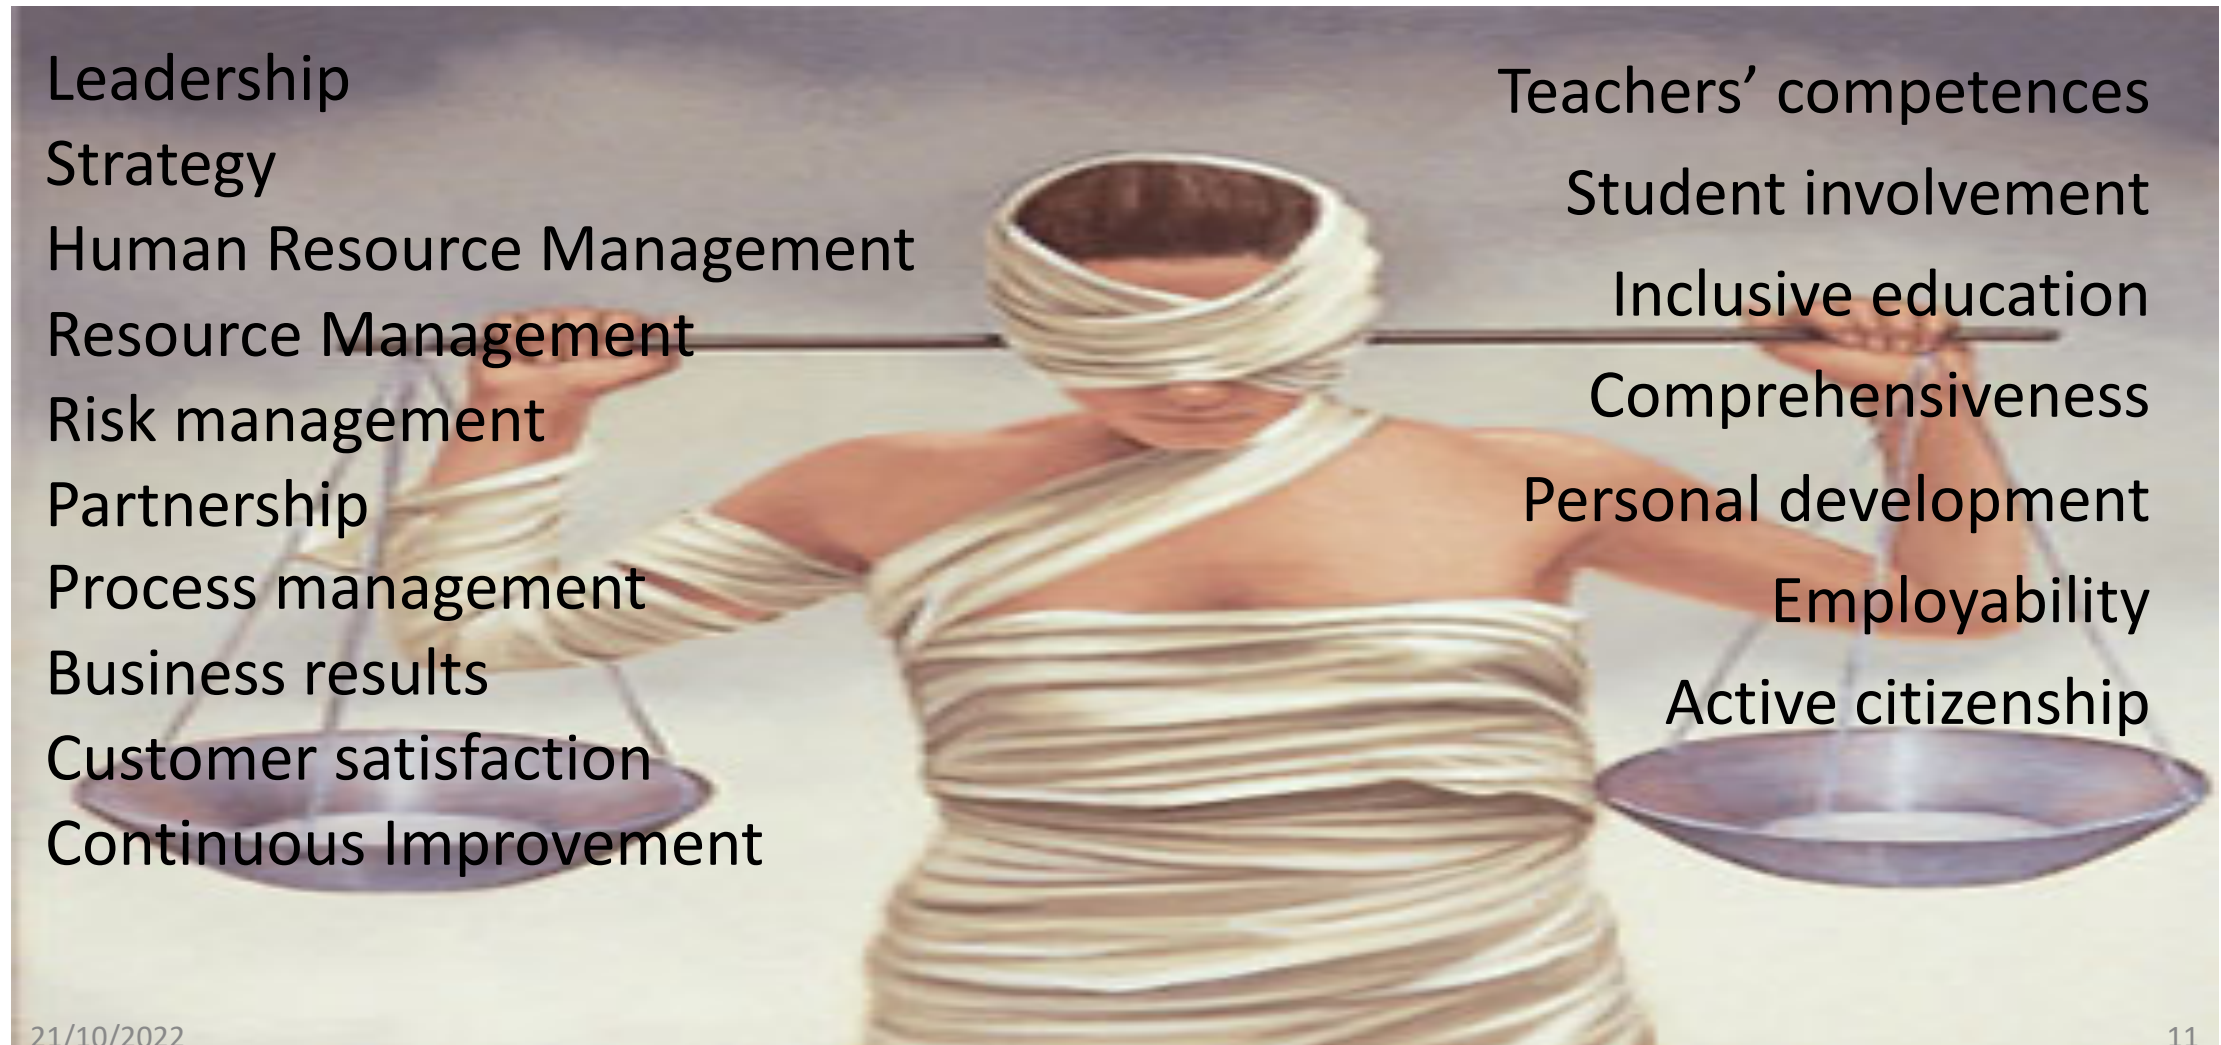 Leadership
Strategy
Human Resource Management
Resource Management
Risk management
Partnership
Process management
Business results
Customer satisfaction
Continuous Improvement
Teachers’ competences
Student involvement
Inclusive education
Comprehensiveness
Personal development
Employability
Active citizenship
21/10/2022
11